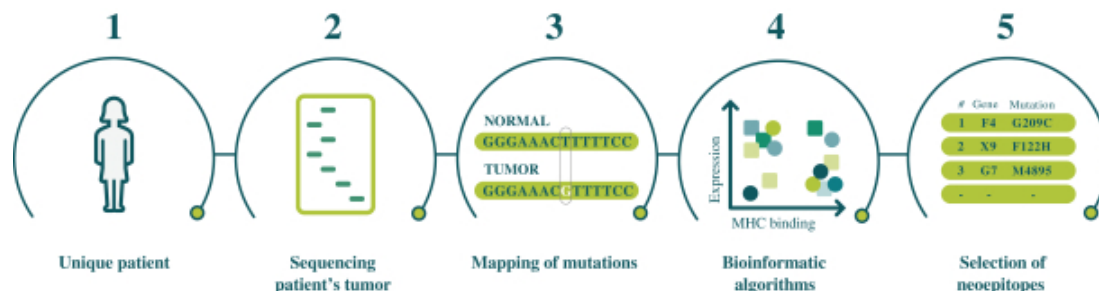 1
2
3
4
5
NORMAL
GGGAAACTTTTTCC
TUMOR
GGGAAACGTTTTCC
Expression
MHC binding
# Gene Mutation
1 F4 G209C
2 X9 F122H
3 G7 M4895
- - -
Unique patient
Sequencing
patient's tumor
Mapping of mutations
Bioinformatic
algorithms
Selection of
neoepitopes